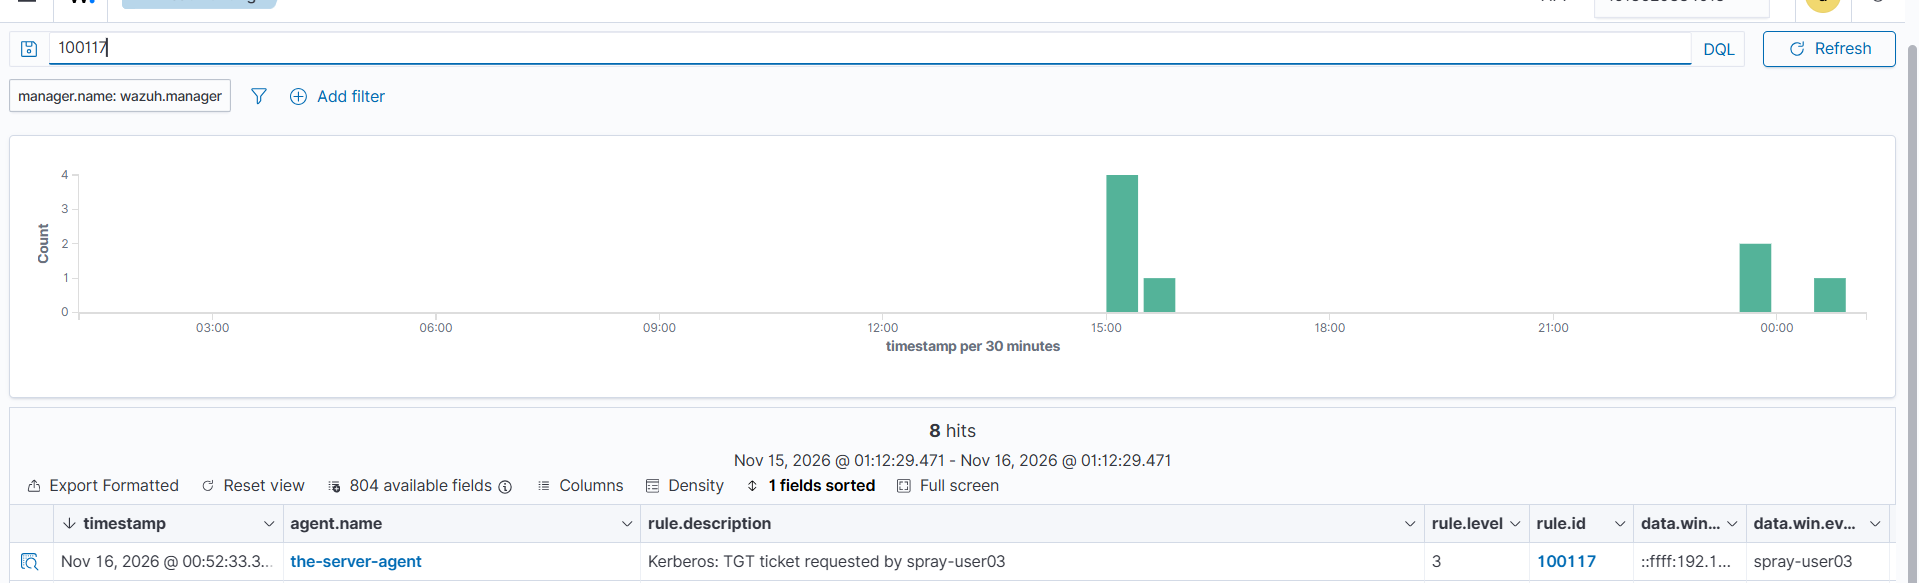 100117
DQL
Refresh
manager.name: wazuh.manager
Add filter
4
3
2
1
0
Count
03:00 06:00 09:00 12:00 15:00 18:00 21:00 00:00
timestamp per 30 minutes
8 hits
Nov 15, 2026 @ 01:12:29.471 - Nov 16, 2026 @ 01:12:29.471
Export Formatted Reset view 804 available fields Columns Density 1 fields sorted Full screen
timestamp agent.name rule.description rule.level rule.id data.win... data.win.ev...
Nov 16, 2026 @ 00:52:33.3... the-server-agent Kerberos: TGT ticket requested by spray-user03 3 100117 ::ffff:192.1... spray-user03